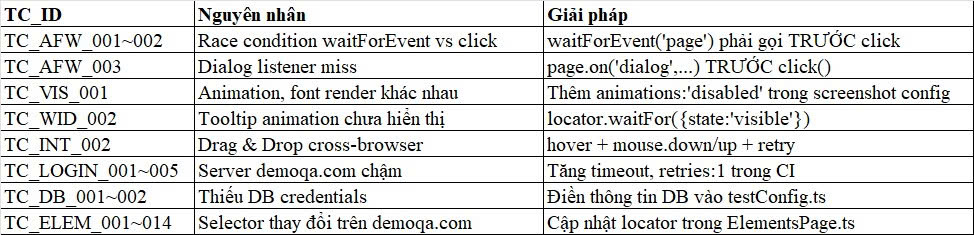 TC_ID Nguyên nhân Giải pháp
TC_AFW_001~002 Race condition waitForEvent vs click waitForEvent('page') phải gọi TRƯỚC click
TC_AFW_003 Dialog listener miss page.on('dialog',...) TRƯỚC click()
TC_VIS_001 Animation, font render khác nhau Thêm animations:'disabled' trong screenshot config
TC_WID_002 Tooltip animation chưa hiển thị locator.waitFor({state:'visible'})
TC_INT_002 Drag & Drop cross-browser hover + mouse.down/up + retry
TC_LOGIN_001~005 Server demoqa.com chậm Tăng timeout, retries:1 trong CI
TC_DB_001~002 Thiếu DB credentials Điền thông tin DB vào testConfig.ts
TC_ELEM_001~014 Selector thay đổi trên demoqa.com Cập nhật locator trong ElementsPage.ts